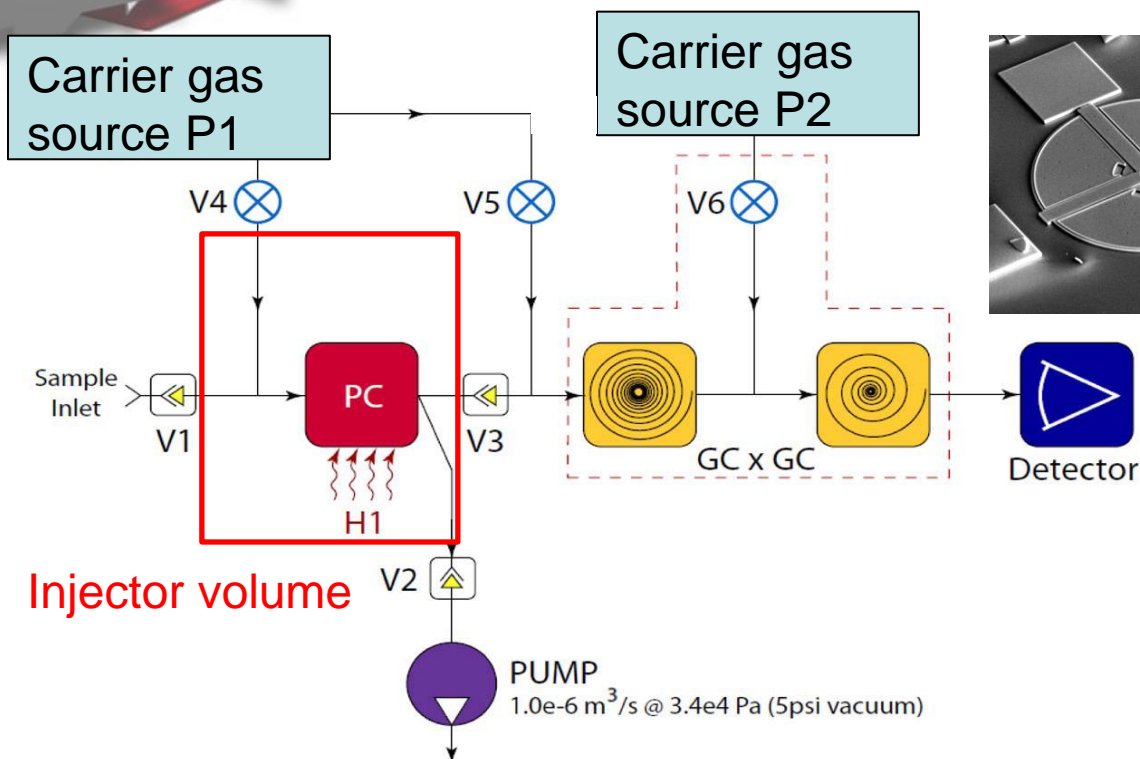 Carrier gas
source P1
Carrier gas
source P2
V4
V5
V6
Sample
Inlet
V1
PC
V3
H1
GC x GC
Detector
Injector volume
V2
PUMP
1.0e-6 m³/s @ 3.4e4 Pa (5psi vacuum)